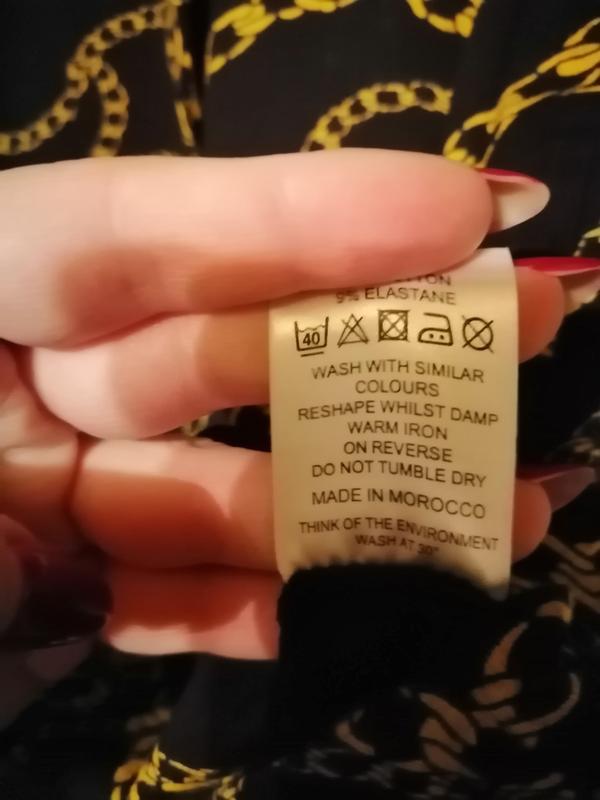 9% ELASTANE
40
WASH WITH SIMILAR
COLOURS
RESHAPE WHILST DAMP
WARM IRON
ON REVERSE
DO NOT TUMBLE DRY
MADE IN MOROCCO
THINK OF THE ENVIRONMENT
WASH AT 30°